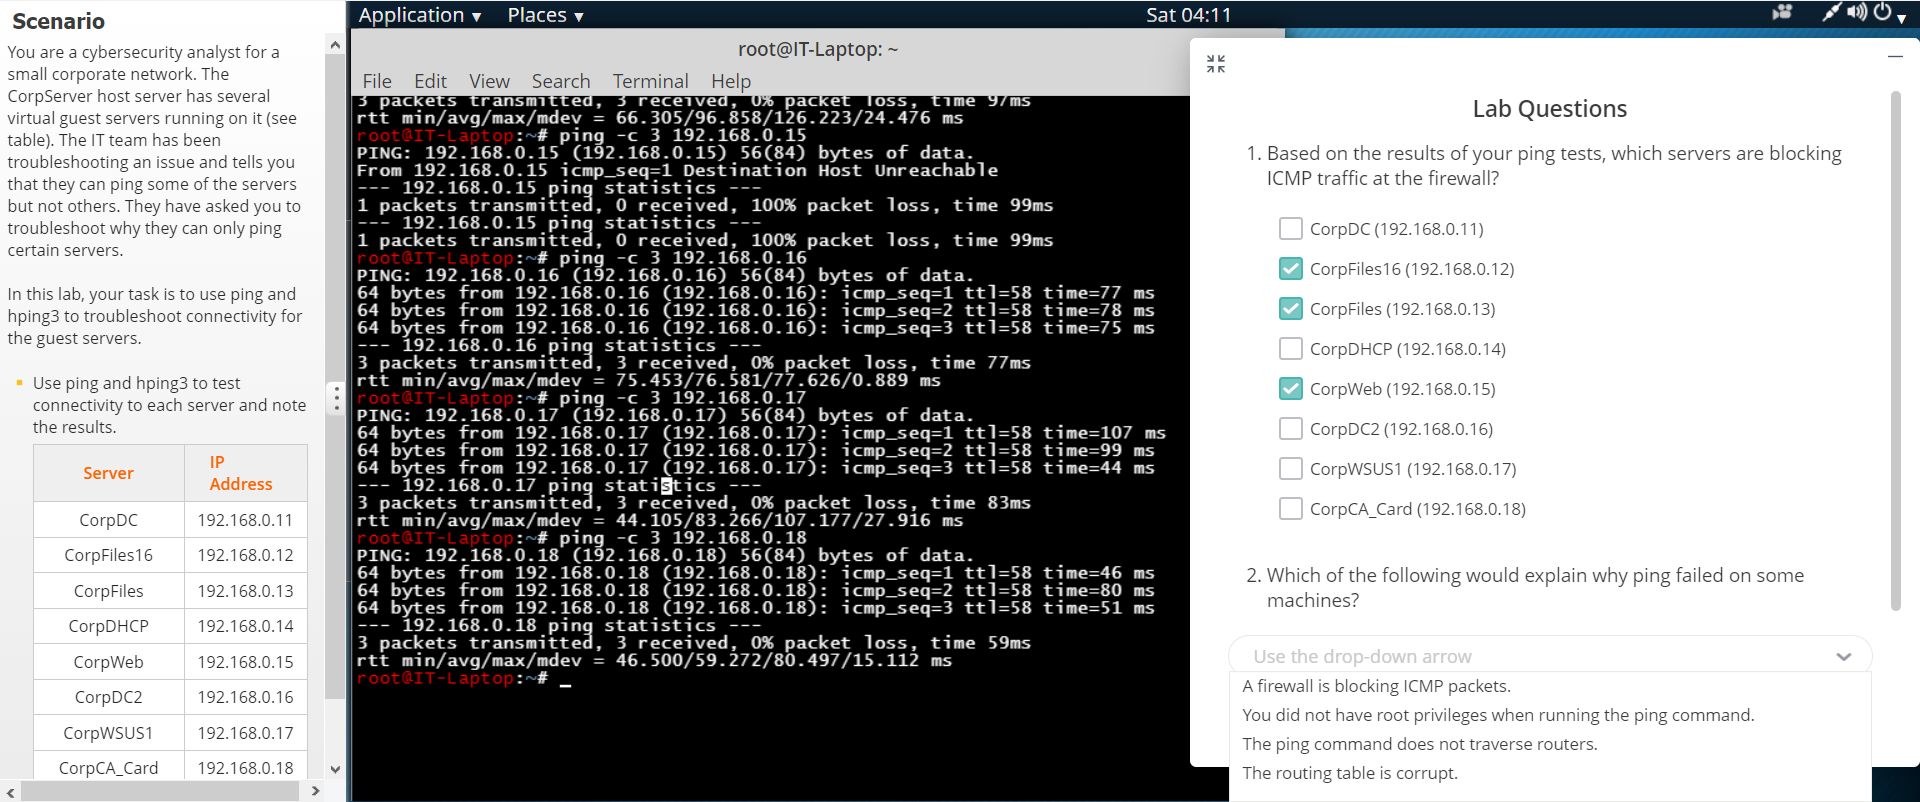 Scenario
You are a cybersecurity analyst for a
small corporate network. The
CorpServer host server has several
virtual guest servers running on it (see
table). The IT team has been
troubleshooting an issue and tells you
that they can ping some of the servers
but not others. They have asked you to
troubleshoot why they can only ping
certain servers.
In this lab, your task is to use ping and
hping3 to troubleshoot connectivity for
the guest servers.
Use ping and hping3 to test
connectivity to each server and note
the results.
Server IP Address
CorpDC 192.168.0.11
CorpFiles16 192.168.0.12
CorpFiles 192.168.0.13
CorpDHCP 192.168.0.14
CorpWeb 192.168.0.15
CorpDC2 192.168.0.16
CorpWSUS1 192.168.0.17
CorpCA_Card 192.168.0.18
Application ▾ Places ▾ Sat 04:11
root@IT-Laptop: ~
File Edit View Search Terminal Help
3 packets transmitted, 3 received, 0% packet loss, time 97ms
rtt min/avg/max/mdev = 66.305/96.858/126.223/24.476 ms
root@IT-Laptop:~# ping -c 3 192.168.0.15
PING: 192.168.0.15 (192.168.0.15) 56(84) bytes of data.
From 192.168.0.15 icmp_seq=1 Destination Host Unreachable
--- 192.168.0.15 ping statistics ---
1 packets transmitted, 0 received, 100% packet loss, time 99ms
--- 192.168.0.15 ping statistics ---
1 packets transmitted, 0 received, 100% packet loss, time 99ms
root@IT-Laptop:~# ping -c 3 192.168.0.16
PING: 192.168.0.16 (192.168.0.16) 56(84) bytes of data.
64 bytes from 192.168.0.16 (192.168.0.16): icmp_seq=1 ttl=58 time=77 ms
64 bytes from 192.168.0.16 (192.168.0.16): icmp_seq=2 ttl=58 time=78 ms
64 bytes from 192.168.0.16 (192.168.0.16): icmp_seq=3 ttl=58 time=75 ms
--- 192.168.0.16 ping statistics ---
3 packets transmitted, 3 received, 0% packet loss, time 77ms
rtt min/avg/max/mdev = 75.453/76.581/77.626/0.889 ms
root@IT-Laptop:~# ping -c 3 192.168.0.17
PING: 192.168.0.17 (192.168.0.17) 56(84) bytes of data.
64 bytes from 192.168.0.17 (192.168.0.17): icmp_seq=1 ttl=58 time=107 ms
64 bytes from 192.168.0.17 (192.168.0.17): icmp_seq=2 ttl=58 time=99 ms
64 bytes from 192.168.0.17 (192.168.0.17): icmp_seq=3 ttl=58 time=44 ms
--- 192.168.0.17 ping statistics ---
3 packets transmitted, 3 received, 0% packet loss, time 83ms
rtt min/avg/max/mdev = 44.105/83.266/107.177/27.916 ms
root@IT-Laptop:~# ping -c 3 192.168.0.18
PING: 192.168.0.18 (192.168.0.18) 56(84) bytes of data.
64 bytes from 192.168.0.18 (192.168.0.18): icmp_seq=1 ttl=58 time=46 ms
64 bytes from 192.168.0.18 (192.168.0.18): icmp_seq=2 ttl=58 time=80 ms
64 bytes from 192.168.0.18 (192.168.0.18): icmp_seq=3 ttl=58 time=51 ms
--- 192.168.0.18 ping statistics ---
3 packets transmitted, 3 received, 0% packet loss, time 59ms
rtt min/avg/max/mdev = 46.500/59.272/80.497/15.112 ms
root@IT-Laptop:~# _
Lab Questions
1. Based on the results of your ping tests, which servers are blocking
ICMP traffic at the firewall?
CorpDC (192.168.0.11)
CorpFiles16 (192.168.0.12)
CorpFiles (192.168.0.13)
CorpDHCP (192.168.0.14)
CorpWeb (192.168.0.15)
CorpDC2 (192.168.0.16)
CorpWSUS1 (192.168.0.17)
CorpCA_Card (192.168.0.18)
2. Which of the following would explain why ping failed on some
machines?
Use the drop-down arrow
A firewall is blocking ICMP packets.
You did not have root privileges when running the ping command.
The ping command does not traverse routers.
The routing table is corrupt.